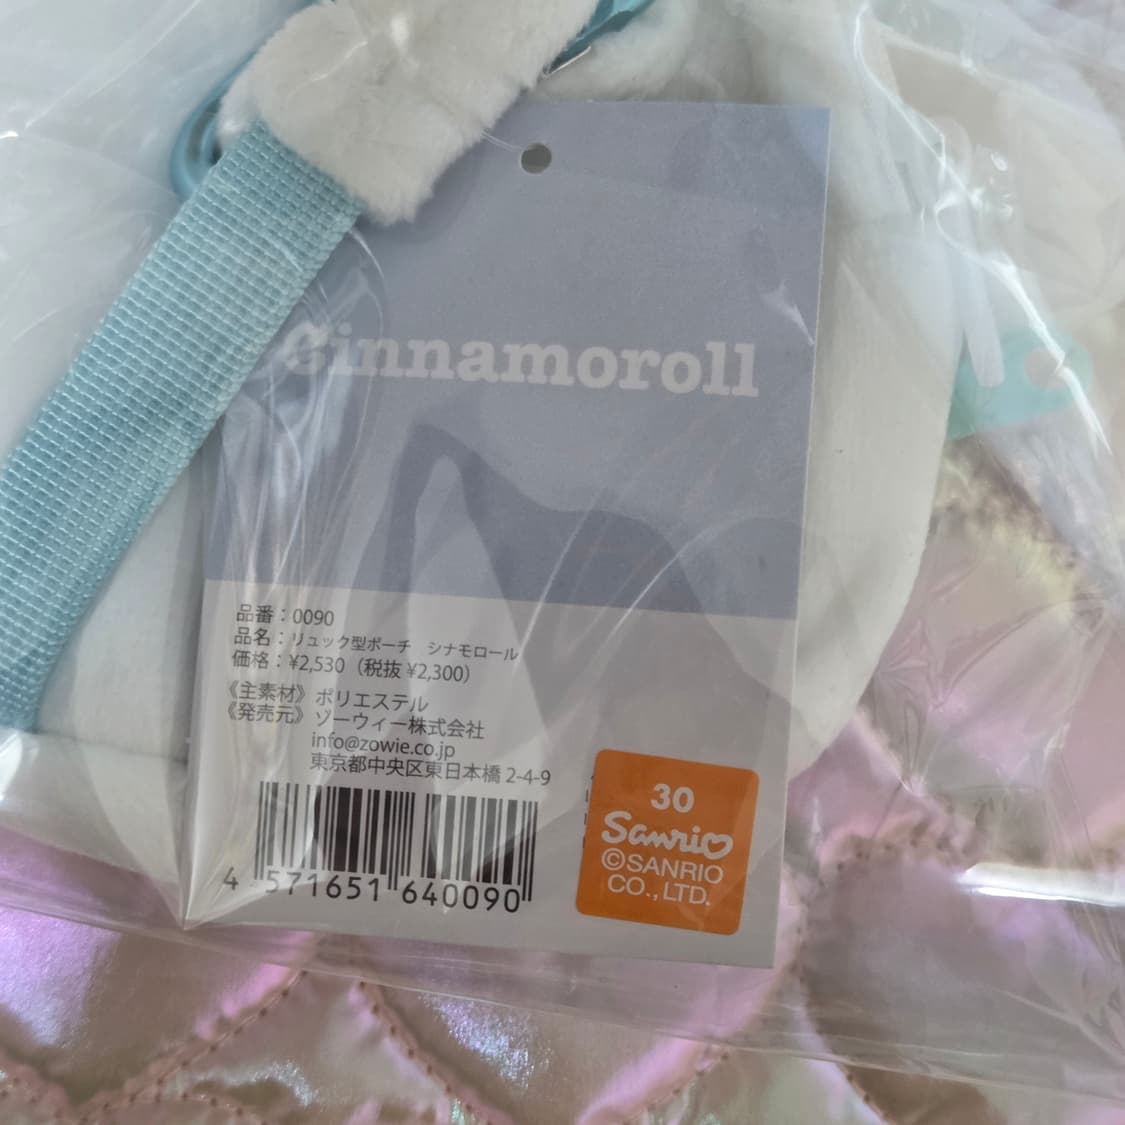 Cinnamoroll
品番：0090
品名：リュック型ポーチ シナモロール
価格：¥2,530（税抜 ¥2,300）
《主素材》ポリエステル
《発売元》ゾーウィー株式会社
info@zowie.co.jp
東京都中央区東日本橋 2-4-9
4 571651 640090
30
Sanrio
©SANRIO
CO.,LTD.